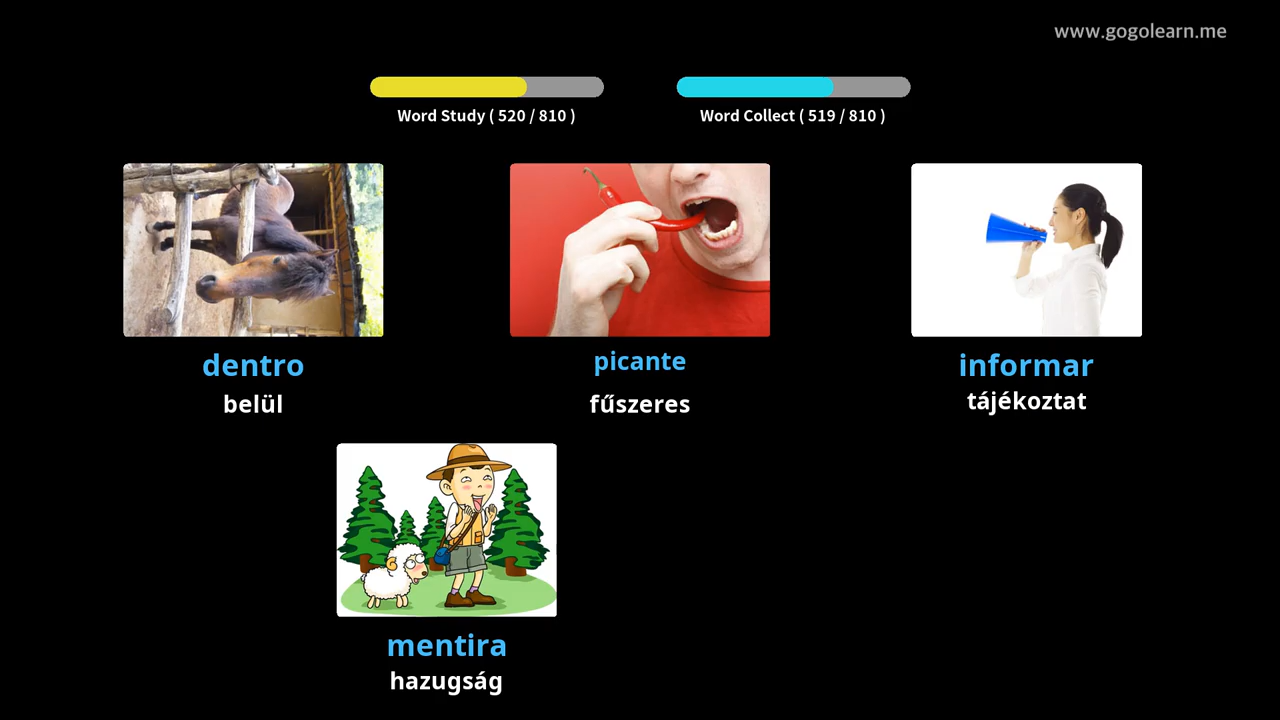 www.gogolearn.me
Word Study ( 520 / 810 )
Word Collect ( 519 / 810 )
dentro
belül
picante
fűszeres
informar
tájékoztat
mentira
hazugság